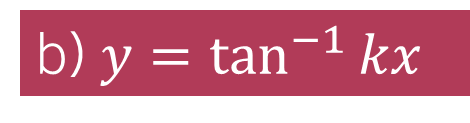 b) y = tan⁻¹ kx